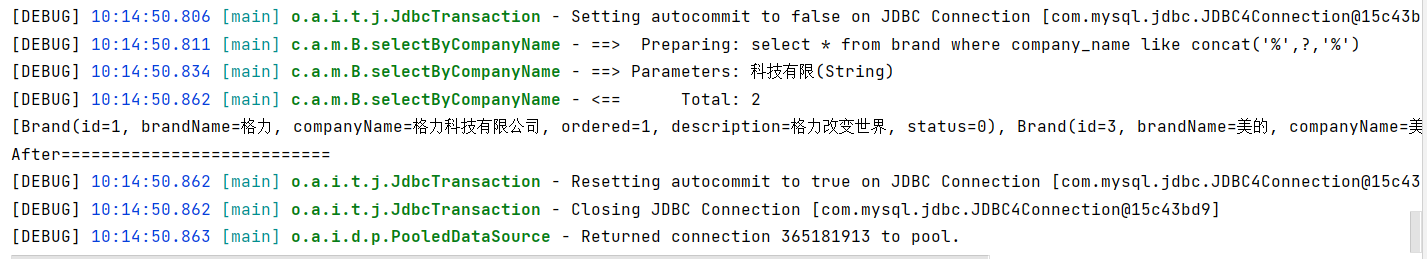 [DEBUG] 10:14:50.806 [main] o.a.i.t.j.JdbcTransaction - Setting autocommit to false on JDBC Connection [com.mysql.jdbc.JDBC4Connection@15c43b
[DEBUG] 10:14:50.811 [main] c.a.m.B.selectByCompanyName - ==>  Preparing: select * from brand where company_name like concat('%',?,'%')
[DEBUG] 10:14:50.834 [main] c.a.m.B.selectByCompanyName - ==> Parameters: 科技有限(String)
[DEBUG] 10:14:50.862 [main] c.a.m.B.selectByCompanyName - <==      Total: 2
[Brand(id=1, brandName=格力, companyName=格力科技有限公司, ordered=1, description=格力改变世界, status=0), Brand(id=3, brandName=美的, companyName=美
After===========================
[DEBUG] 10:14:50.862 [main] o.a.i.t.j.JdbcTransaction - Resetting autocommit to true on JDBC Connection [com.mysql.jdbc.JDBC4Connection@15c43
[DEBUG] 10:14:50.862 [main] o.a.i.t.j.JdbcTransaction - Closing JDBC Connection [com.mysql.jdbc.JDBC4Connection@15c43bd9]
[DEBUG] 10:14:50.863 [main] o.a.i.d.p.PooledDataSource - Returned connection 365181913 to pool.